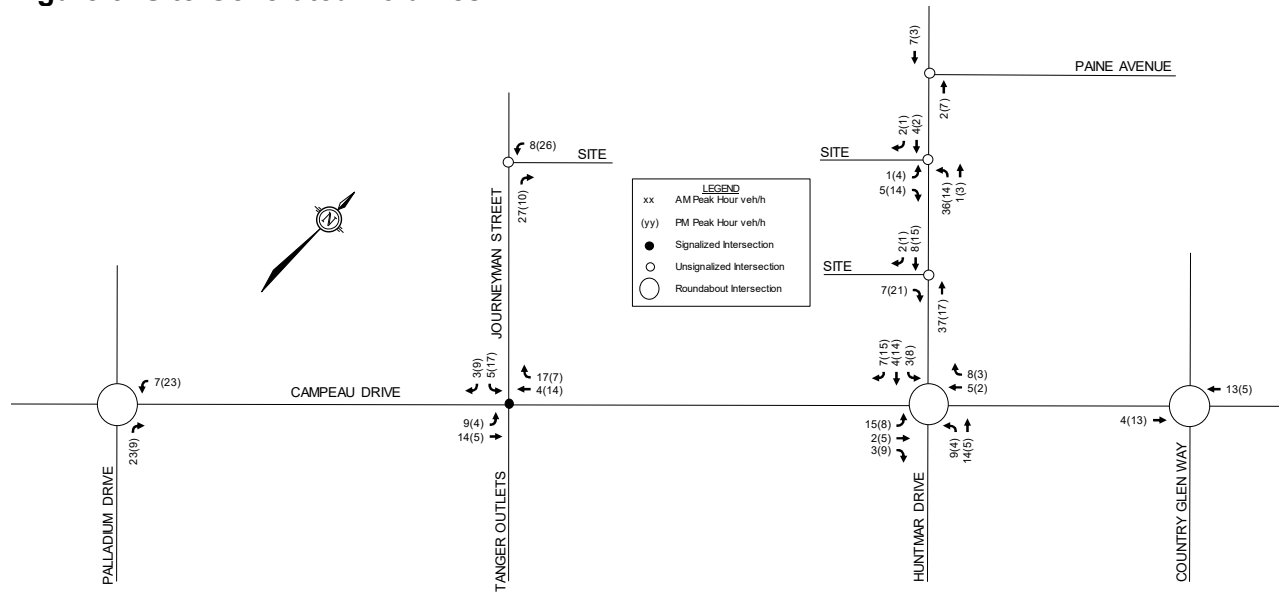 Figure Site-Generated Volumes
7(3)
PAINE AVENUE
2(7)
2(1)
4(2)
SITE
1(4)
5(14)
36(14)
1(3)
8(26)
SITE
27(10)
JOURNEYMAN STREET
N
LEGEND
xx AM Peak Hour veh/h
(yy) PM Peak Hour veh/h
Signalized Intersection
Unsignalized Intersection
Roundabout Intersection
2(1)
8(15)
SITE
7(21)
37(17)
7(23)
23(9)
CAMPEAU DRIVE
3(9)
5(17)
17(7)
4(14)
9(4)
14(5)
7(15)
4(14)
3(8)
8(3)
5(2)
15(8)
2(5)
3(9)
9(4)
14(5)
13(5)
4(13)
PALLADIUM DRIVE
TANGER OUTLETS
HUNTMAR DRIVE
COUNTRY GLEN WAY